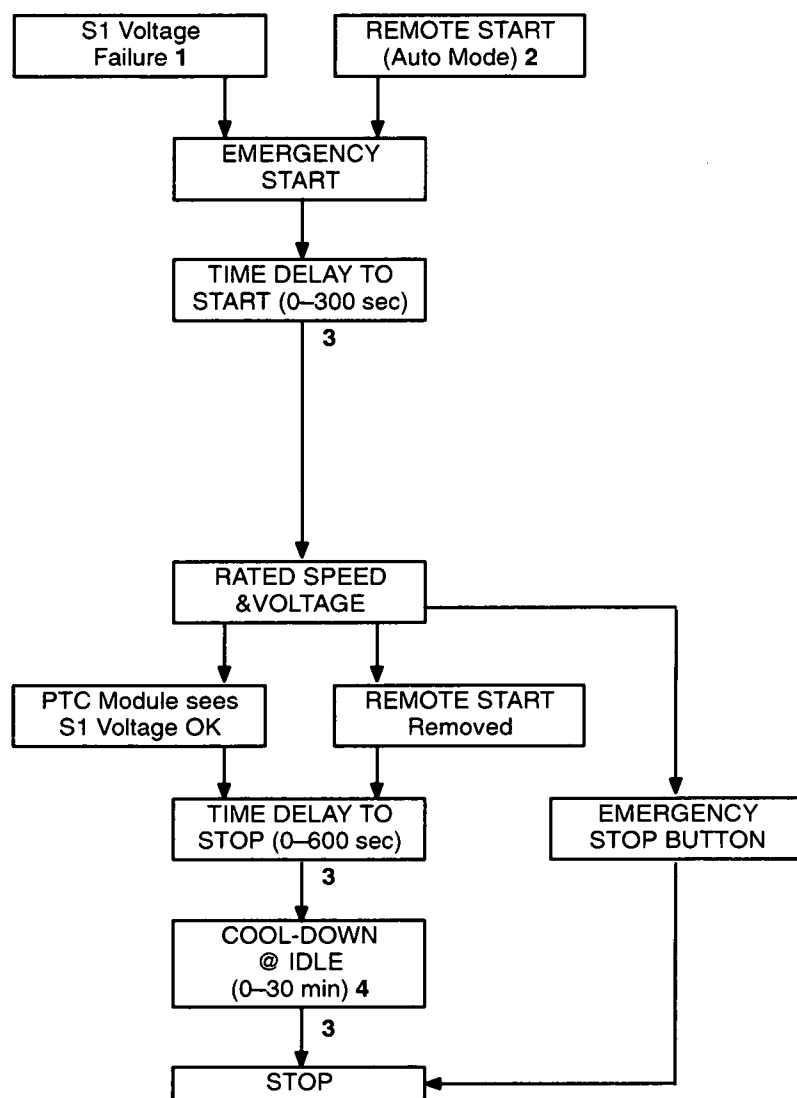 S1 Voltage
Failure 1
REMOTE START
(Auto Mode) 2
EMERGENCY
START
TIME DELAY TO
START (0–300 sec)
3
RATED SPEED
&VOLTAGE
PTC Module sees
S1 Voltage OK
REMOTE START
Removed
TIME DELAY TO
STOP (0–600 sec)
3
EMERGENCY
STOP BUTTON
COOL-DOWN
@ IDLE
(0–30 min) 4
3
STOP